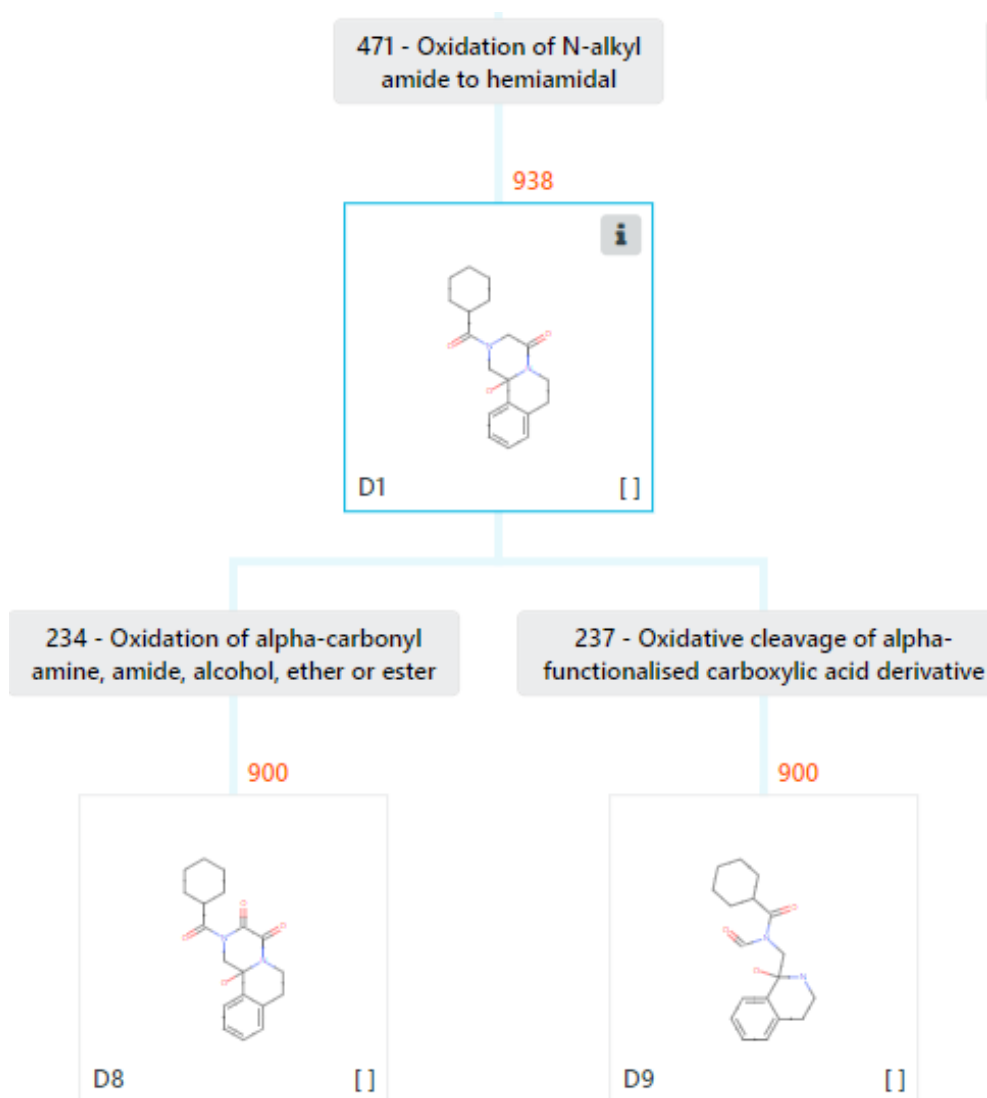 471 - Oxidation of N-alkyl
amide to hemiamidal
938
i
D1
[ ]
234 - Oxidation of alpha-carbonyl
amine, amide, alcohol, ether or ester
237 - Oxidative cleavage of alpha-
functionalised carboxylic acid derivative
900
900
D8
[ ]
D9
[ ]